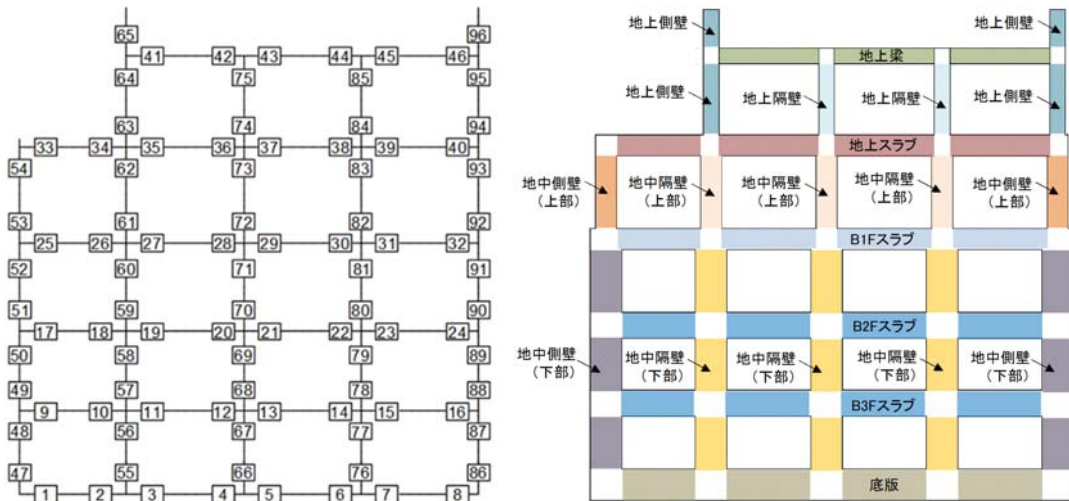 65 96
41 42 43 44 45 46
64 75 85 95
63 74 84 94
33 34 35 36 37 38 39 40
54 62 73 83 93
53 61 72 82 92
25 26 27 28 29 30 31 32
52 60 71 81 91
51 59 70 80 90
17 18 19 20 21 22 23 24
50 58 69 79 89
49 57 68 78 88
9 10 11 12 13 14 15 16
48 56 67 77 87
47 55 66 76 86
1 2 3 4 5 6 7 8
地上側壁 地上側壁
地上梁
地上側壁 地上隔壁 地上隔壁 地上側壁
地上スラブ
地中側壁 地中隔壁 地中隔壁 地中隔壁 地中側壁
（上部） （上部） （上部） （上部） （上部）
B1Fスラブ
B2Fスラブ
地中側壁 地中隔壁 地中隔壁 地中隔壁 地中側壁
（下部） （下部） （下部） （下部） （下部）
B3Fスラブ
底版